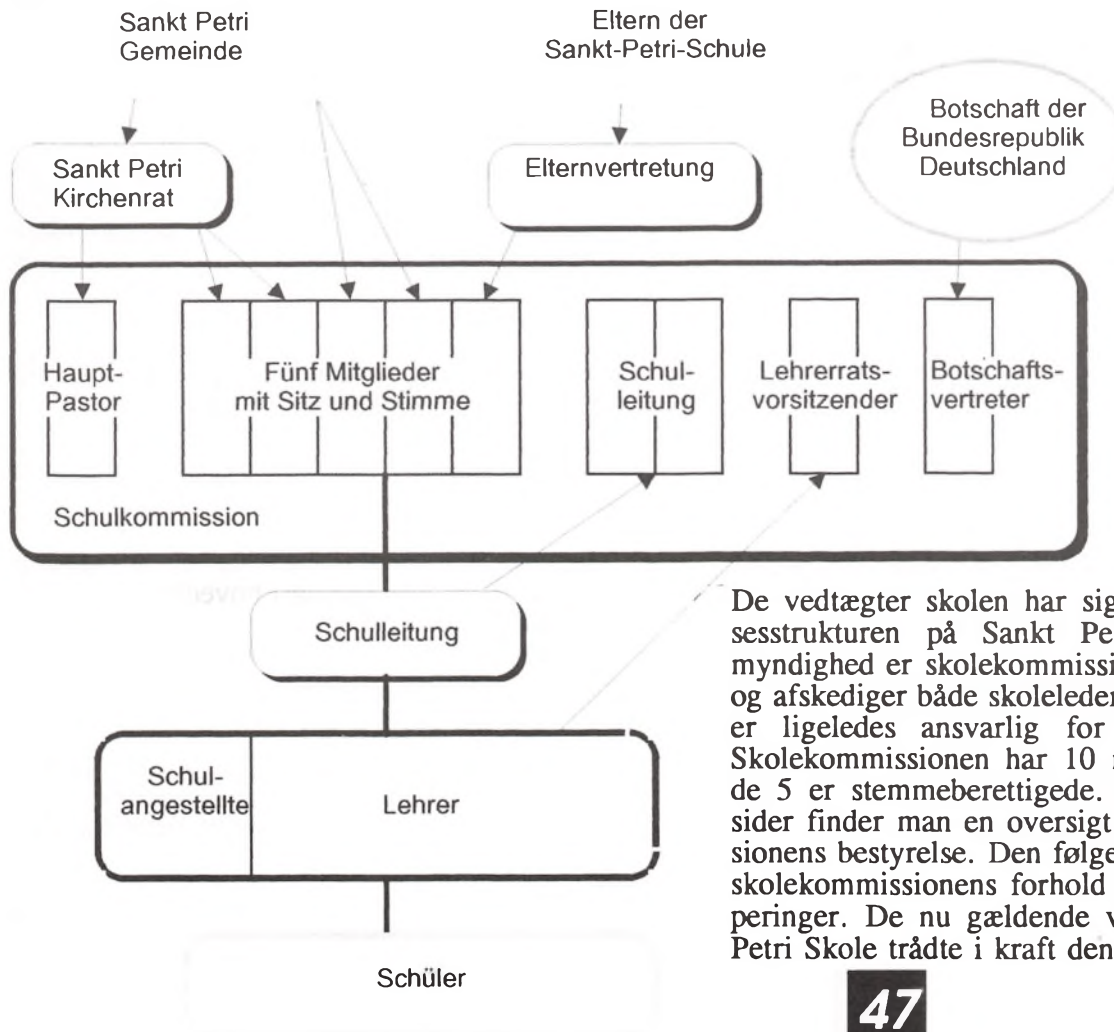 Sankt Petri
Gemeinde
Eltern der
Sankt-Petri-Schule
Botschaft der
Bundesrepublik
Deutschland
Sankt Petri
Kirchenrat
Elternvertretung
Haupt-
Pastor
Fünf Mitglieder
mit Sitz und Stimme
Schul-
leitung
Lehrerrats-
vorsitzender
Botschafts-
vertreter
Schulkommission
Schulleitung
Schul-
angestellte
Lehrer
Schüler
De vedtægter skolen har sig
sesstrukturen på Sankt Pe
myndighed er skolekommissi
og afskediger både skoleleder
er ligeledes ansvarlig for
Skolekommissionen har 10
de 5 er stemmeberettigede.
sider finder man en oversigt
sionens bestyrelse. Den følge
skolekommissionens forhold
peringer. De nu gældende v
Petri Skole trådte i kraft den
47